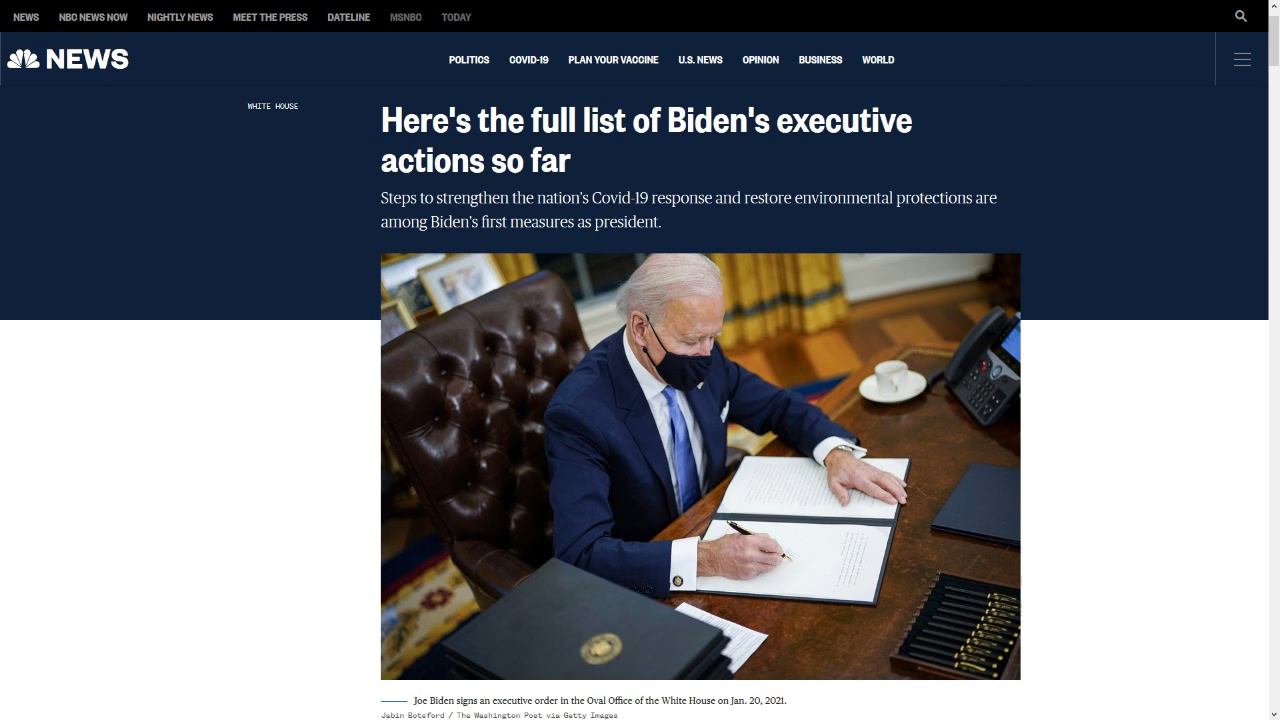 NEWS NBC NEWS NOW NIGHTLY NEWS MEET THE PRESS DATELINE MSNBC TODAY
NEWS POLITICS COVID-19 PLAN YOUR VACCINE U.S. NEWS OPINION BUSINESS WORLD
WHITE HOUSE
Here's the full list of Biden's executive
actions so far
Steps to strengthen the nation's Covid-19 response and restore environmental protections are
among Biden's first measures as president.
Joe Biden signs an executive order in the Oval Office of the White House on Jan. 20, 2021.
Jabin Botsford / The Washington Post via Getty Images